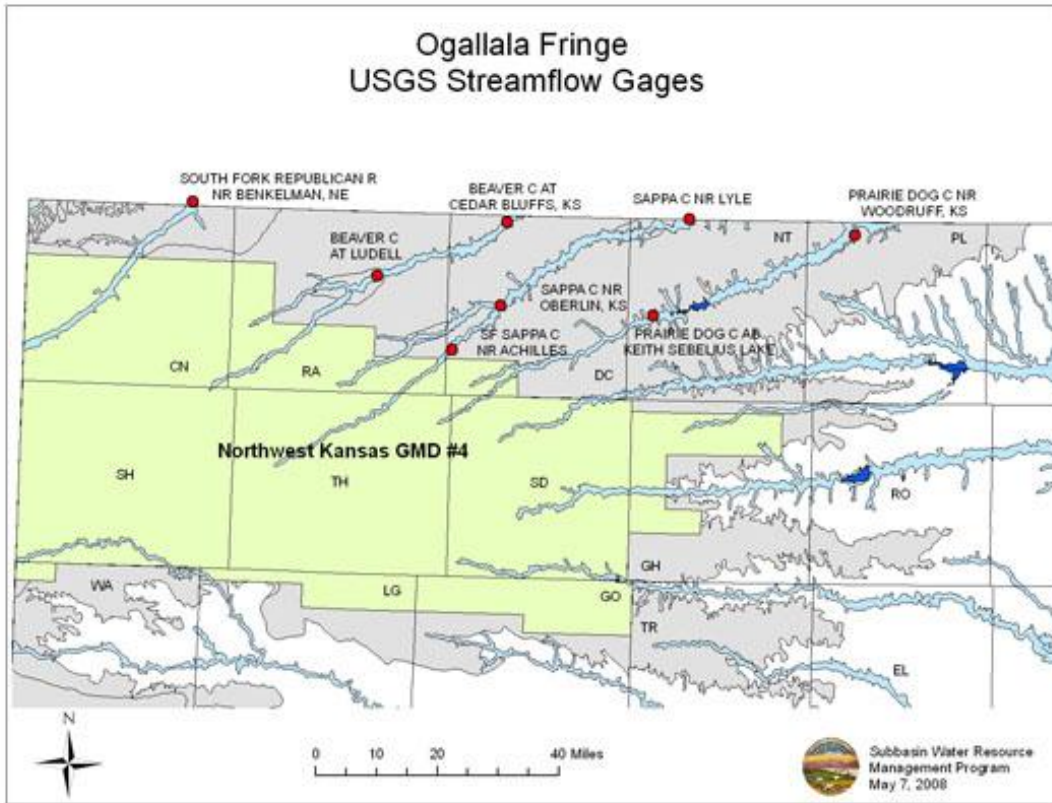 Ogallala Fringe
USGS Streamflow Gages
SOUTH FORK REPUBLICAN R
NR BENKELMAN, NE
BEAVER C AT
CEDAR BLUFFS, KS
SAPPA C NR LYLE
PRAIRIE DOG C NR
WOODRUFF, KS
BEAVER C
AT LUDELL
NT
PL
SAPPA C NR
OBERLIN, KS
SF SAPPA C
NR ACHILLES
PRAIRIE DOG C AB
KEITH SEBELIUS LAKE
CN
RA
DC
Northwest Kansas GMD #4
SH
TH
SD
RO
GH
WA
LG
GO
TR
EL
N
0 10 20 40 Miles
Subbasin Water Resource
Management Program
May 7, 2008